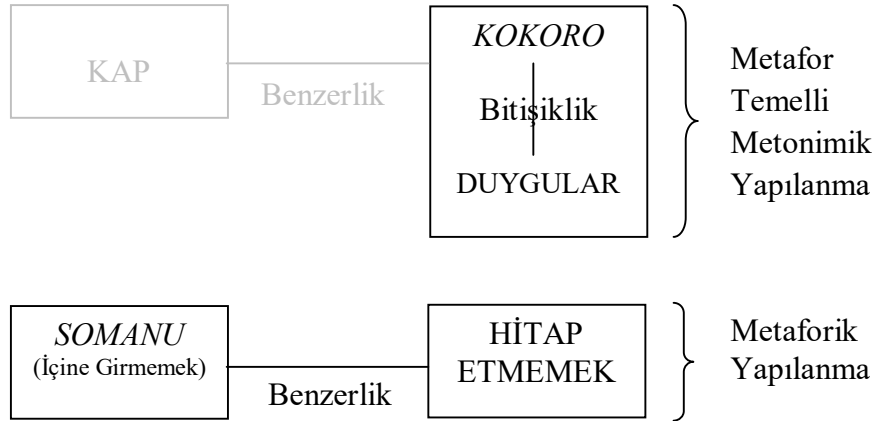 KAP
Benzerlik
KOKORO
Bitişiklik
DUYGULAR
Metafor
Temelli
Metonimik
Yapılanma
SOMANU
(İçine Girmemek)
Benzerlik
HİTAP
ETMEMEK
Metaforik
Yapılanma